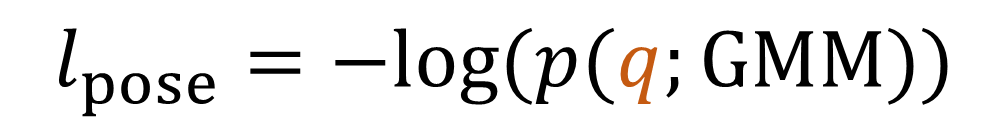 l_pose = −log(p(q; GMM))